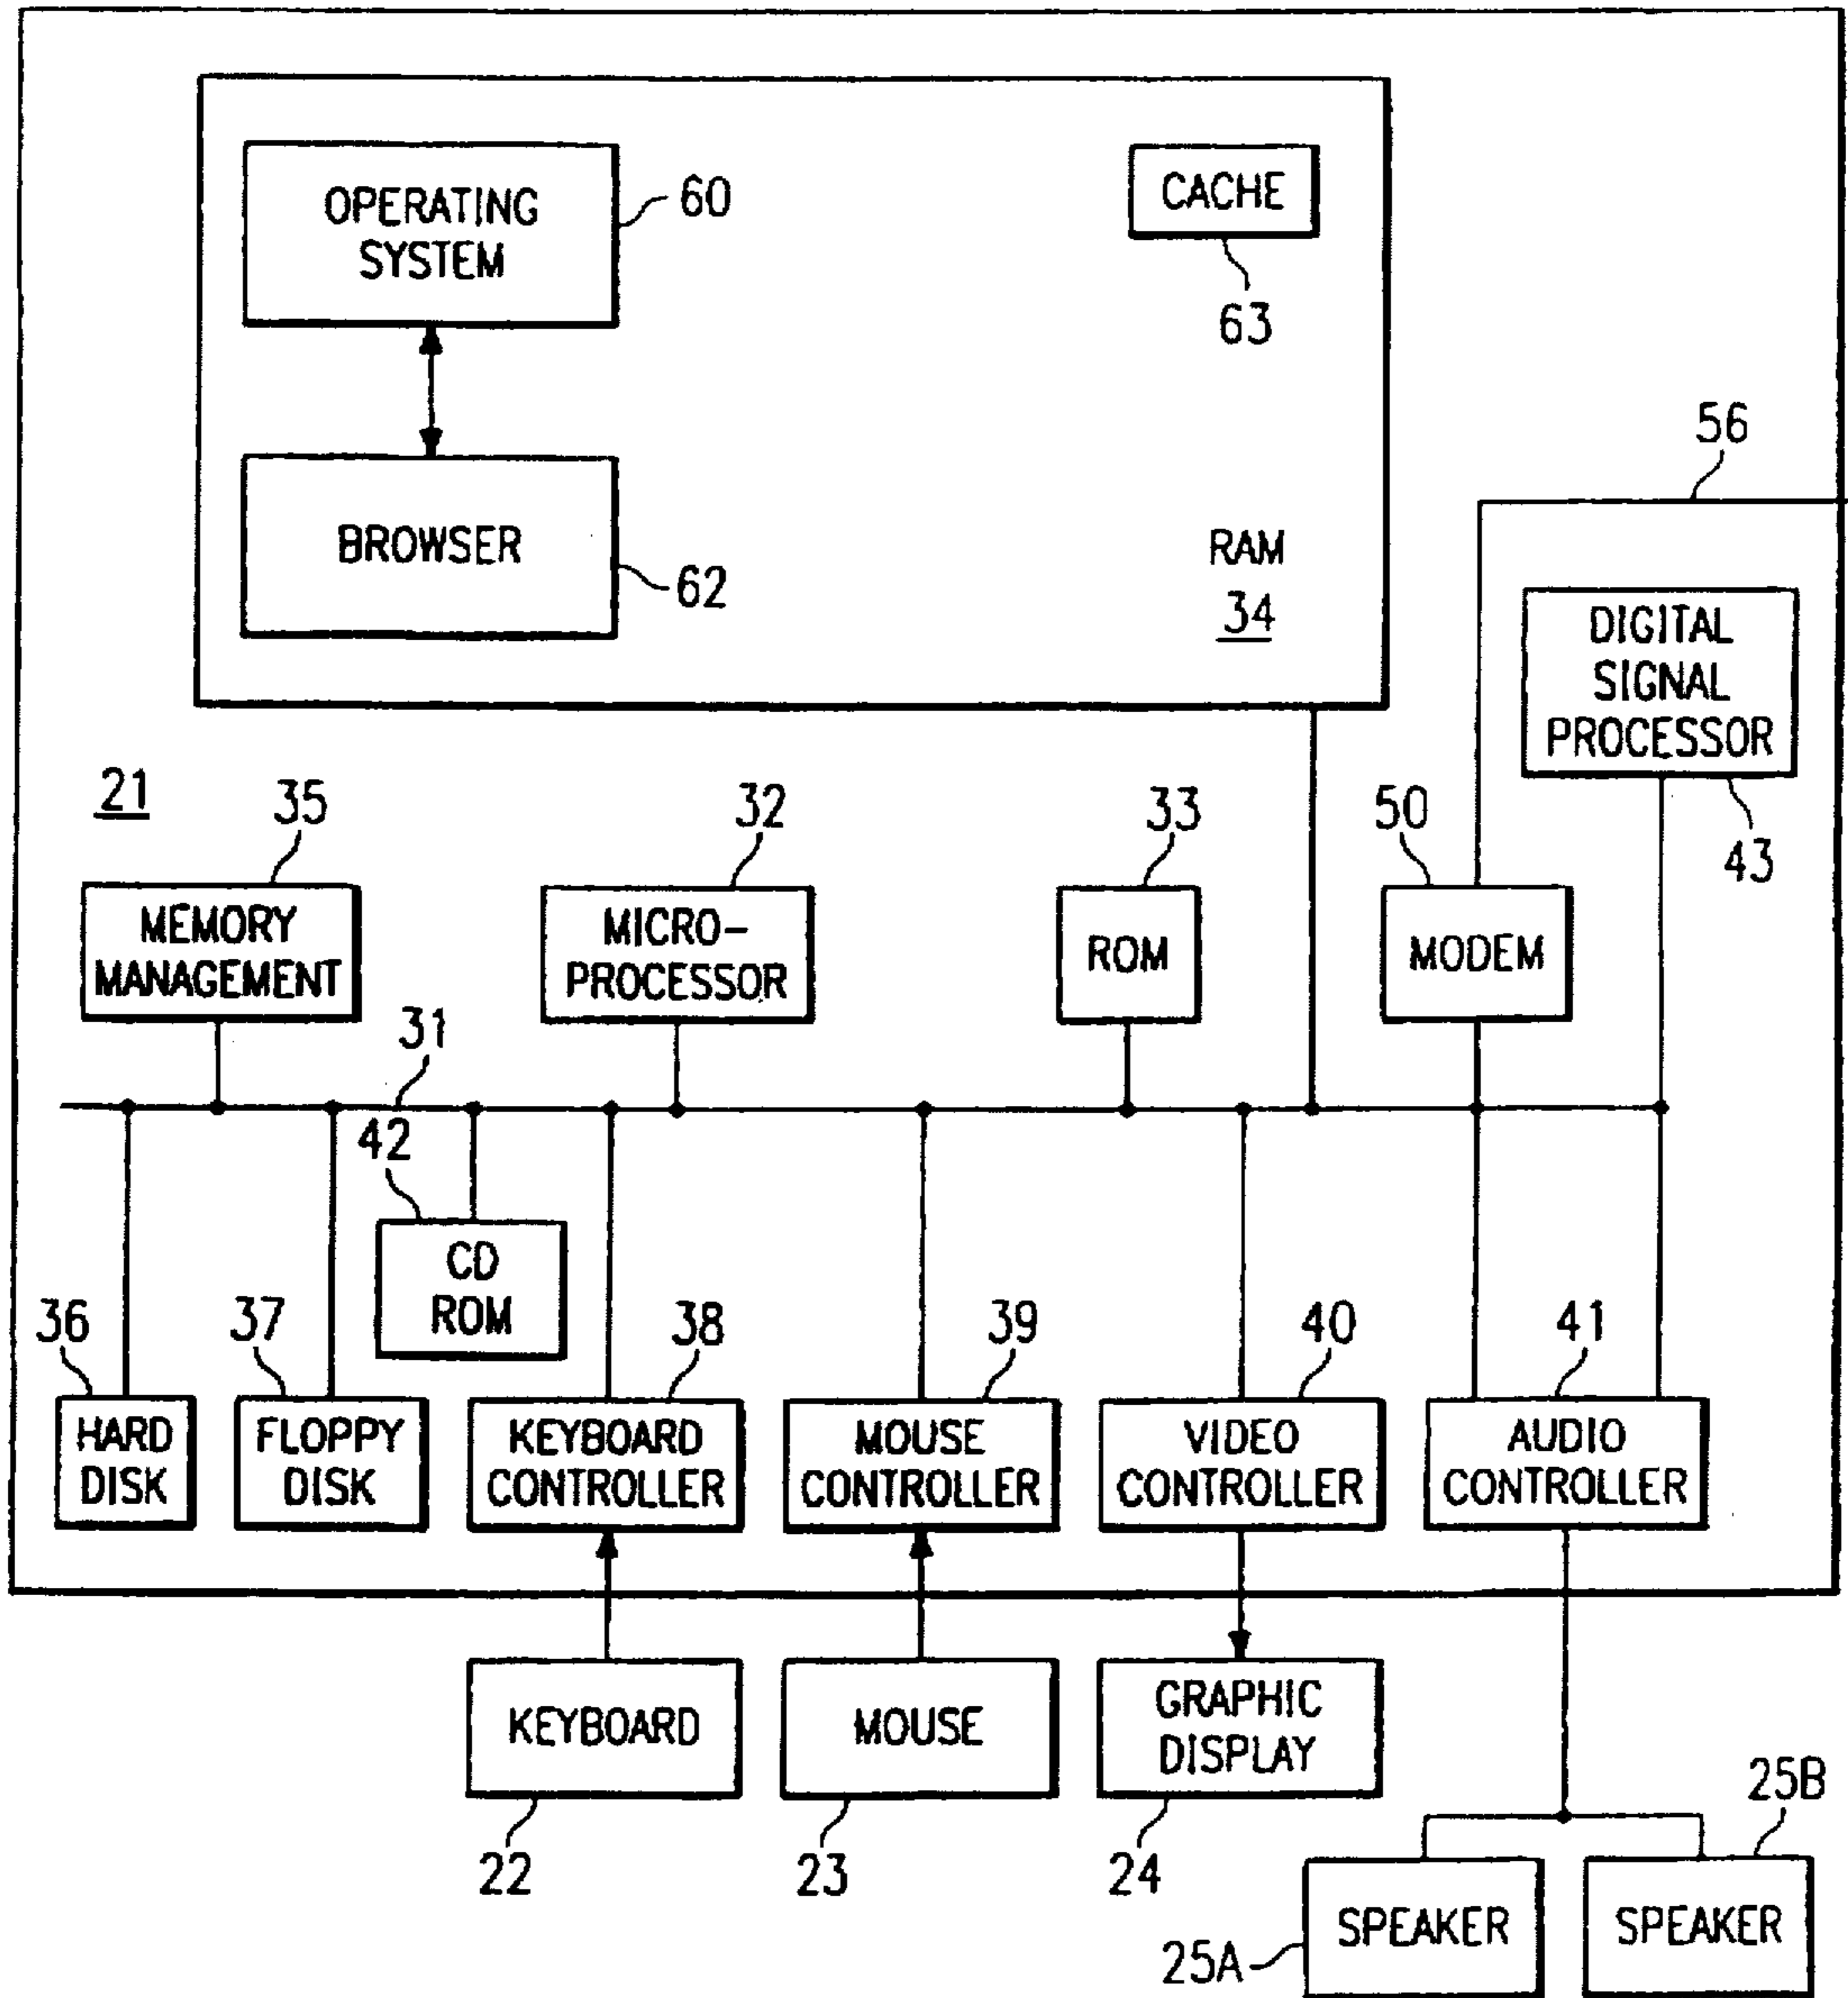 OPERATING
SYSTEM
60
CACHE
63
BROWSER
62
RAM
34
56
DIGITAL
SIGNAL
PROCESSOR
43
21
35
32
33
50
MEMORY
MANAGEMENT
MICRO-
PROCESSOR
ROM
MODEM
31
42
CD
ROM
36
37
38
39
40
41
HARD
DISK
FLOPPY
DISK
KEYBOARD
CONTROLLER
MOUSE
CONTROLLER
VIDEO
CONTROLLER
AUDIO
CONTROLLER
KEYBOARD
22
MOUSE
23
GRAPHIC
DISPLAY
24
25B
SPEAKER
25A
SPEAKER